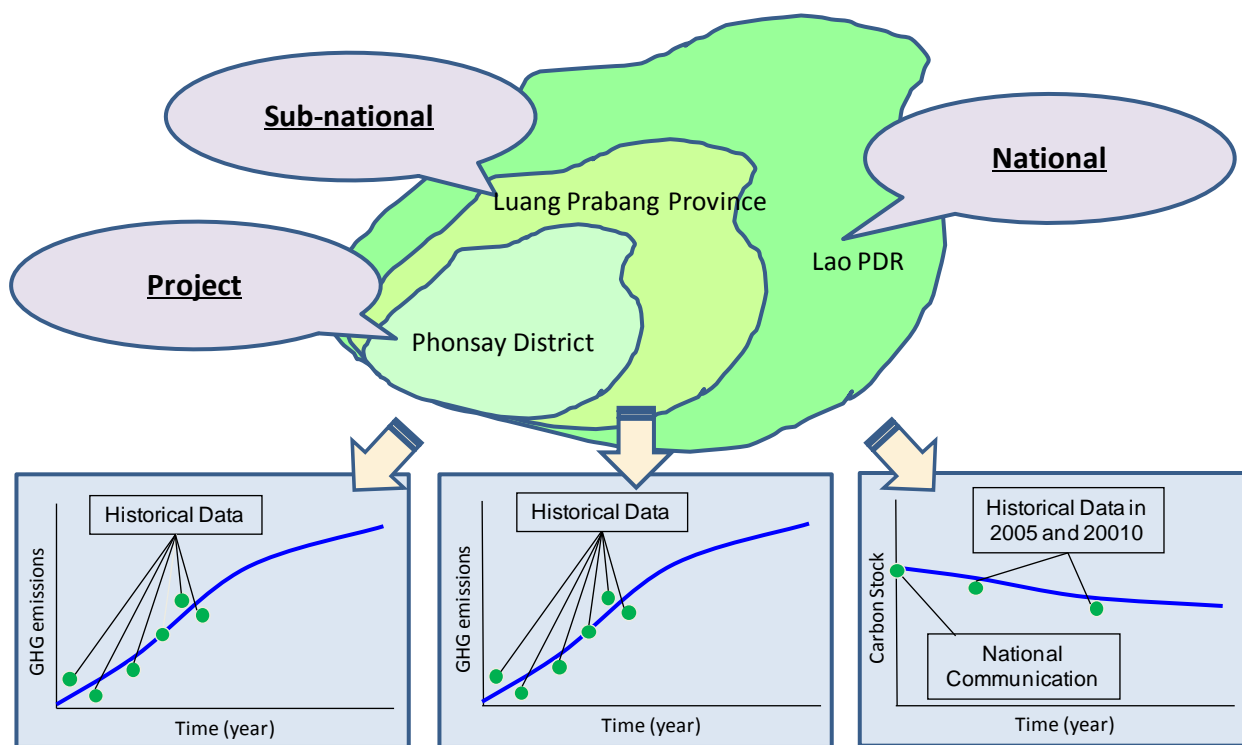 Sub-national
National
Luang Prabang Province
Lao PDR
Project
Phonsay District
Historical Data
GHG emissions
Time (year)
Historical Data
GHG emissions
Time (year)
Historical Data in
2005 and 20010
Carbon Stock
National
Communication
Time (year)